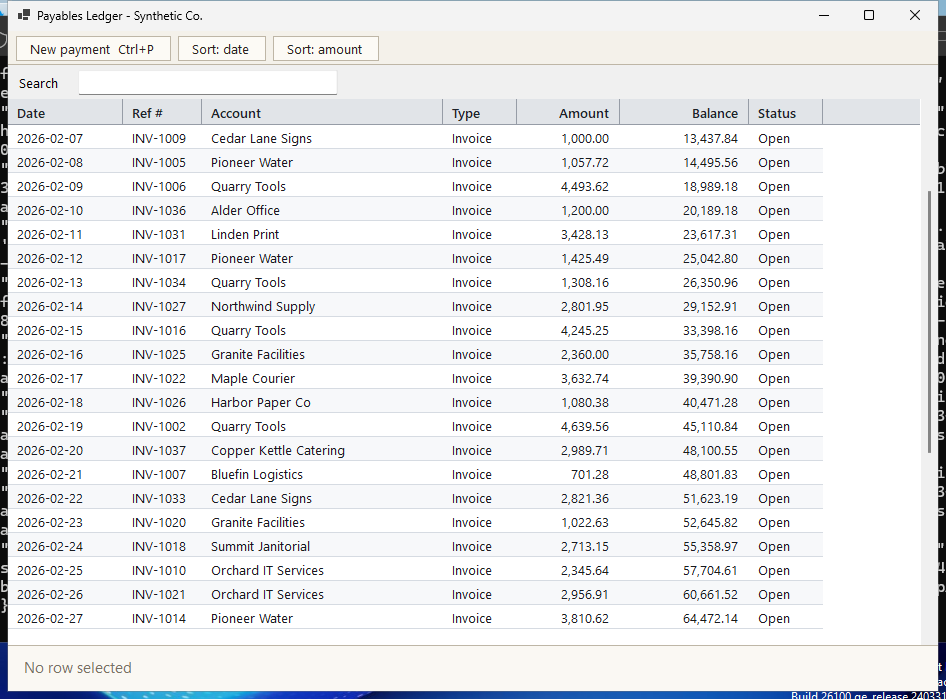 Payables Ledger - Synthetic Co.
New payment Ctrl+P Sort: date Sort: amount
Search
Date Ref # Account Type Amount Balance Status
2026-02-07 INV-1009 Cedar Lane Signs Invoice 1,000.00 13,437.84 Open
2026-02-08 INV-1005 Pioneer Water Invoice 1,057.72 14,495.56 Open
2026-02-09 INV-1006 Quarry Tools Invoice 4,493.62 18,989.18 Open
2026-02-10 INV-1036 Alder Office Invoice 1,200.00 20,189.18 Open
2026-02-11 INV-1031 Linden Print Invoice 3,428.13 23,617.31 Open
2026-02-12 INV-1017 Pioneer Water Invoice 1,425.49 25,042.80 Open
2026-02-13 INV-1034 Quarry Tools Invoice 1,308.16 26,350.96 Open
2026-02-14 INV-1027 Northwind Supply Invoice 2,801.95 29,152.91 Open
2026-02-15 INV-1016 Quarry Tools Invoice 4,245.25 33,398.16 Open
2026-02-16 INV-1025 Granite Facilities Invoice 2,360.00 35,758.16 Open
2026-02-17 INV-1022 Maple Courier Invoice 3,632.74 39,390.90 Open
2026-02-18 INV-1026 Harbor Paper Co Invoice 1,080.38 40,471.28 Open
2026-02-19 INV-1002 Quarry Tools Invoice 4,639.56 45,110.84 Open
2026-02-20 INV-1037 Copper Kettle Catering Invoice 2,989.71 48,100.55 Open
2026-02-21 INV-1007 Bluefin Logistics Invoice 701.28 48,801.83 Open
2026-02-22 INV-1033 Cedar Lane Signs Invoice 2,821.36 51,623.19 Open
2026-02-23 INV-1020 Granite Facilities Invoice 1,022.63 52,645.82 Open
2026-02-24 INV-1018 Summit Janitorial Invoice 2,713.15 55,358.97 Open
2026-02-25 INV-1010 Orchard IT Services Invoice 2,345.64 57,704.61 Open
2026-02-26 INV-1021 Orchard IT Services Invoice 2,956.91 60,661.52 Open
2026-02-27 INV-1014 Pioneer Water Invoice 3,810.62 64,472.14 Open
No row selected